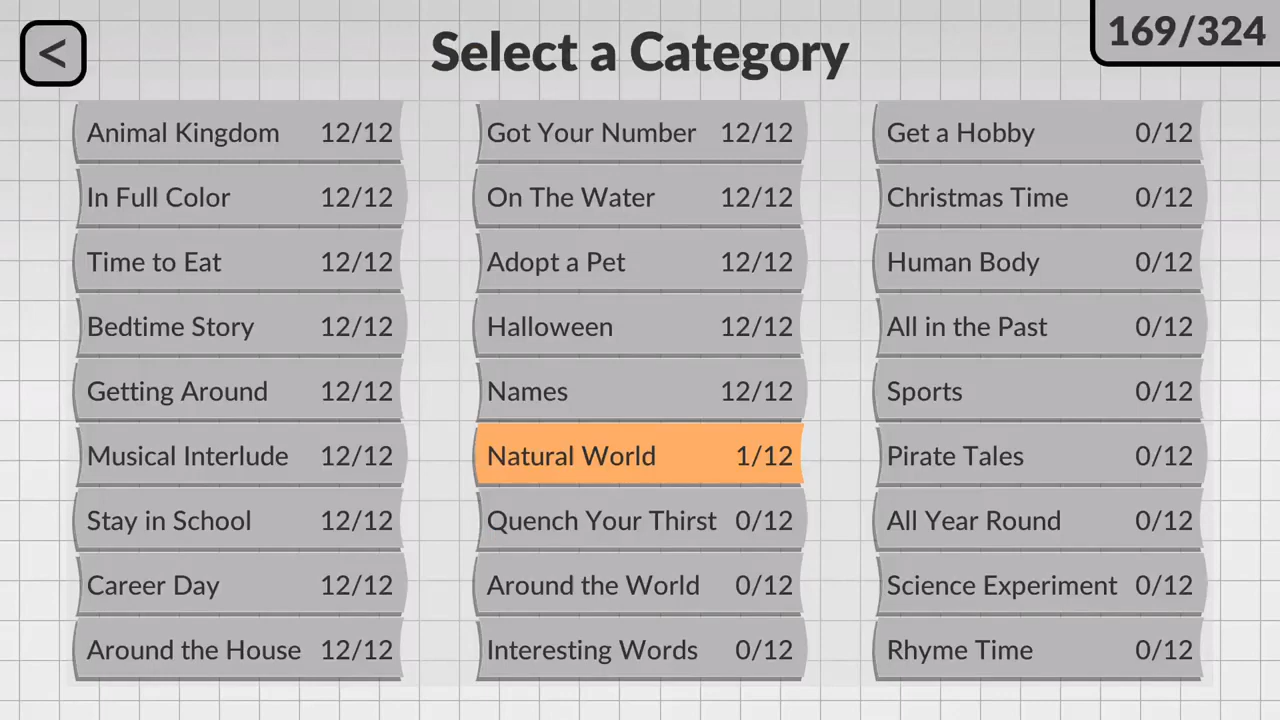 <
Select a Category
169/324
Animal Kingdom 12/12
In Full Color 12/12
Time to Eat 12/12
Bedtime Story 12/12
Getting Around 12/12
Musical Interlude 12/12
Stay in School 12/12
Career Day 12/12
Around the House 12/12
Got Your Number 12/12
On The Water 12/12
Adopt a Pet 12/12
Halloween 12/12
Names 12/12
Natural World 1/12
Quench Your Thirst 0/12
Around the World 0/12
Interesting Words 0/12
Get a Hobby 0/12
Christmas Time 0/12
Human Body 0/12
All in the Past 0/12
Sports 0/12
Pirate Tales 0/12
All Year Round 0/12
Science Experiment 0/12
Rhyme Time 0/12